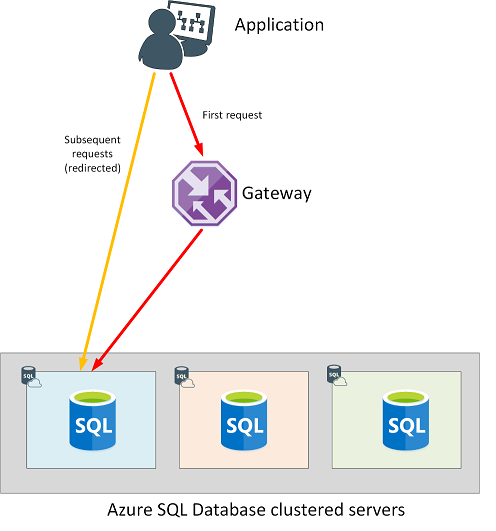 Application
First request
Subsequent
requests
(redirected)
Gateway
SQL
SQL
SQL
SQL
SQL
SQL
Azure SQL Database clustered servers